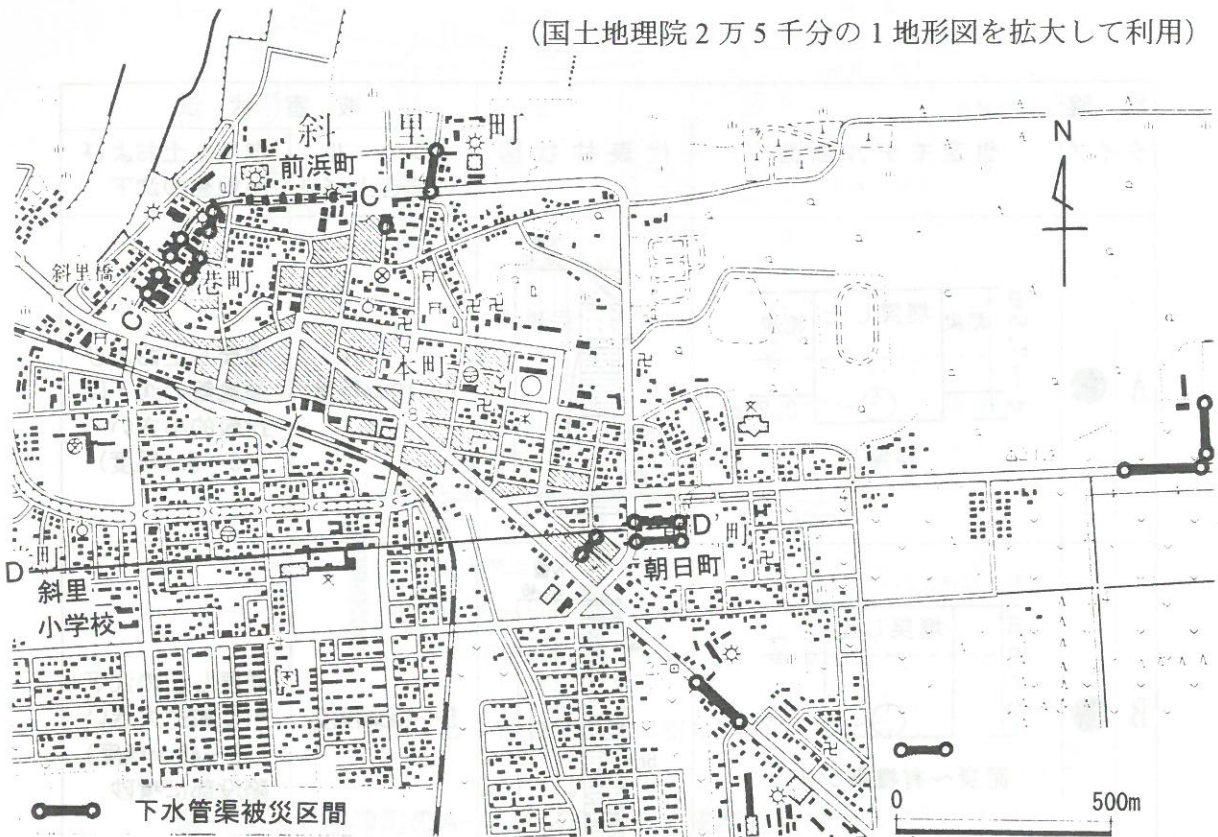 (国土地理院2万5千分の1地形図を拡大して利用)
斜里町
N
前浜町
C'
斜里橋
港町
C
本町
8
D'
町
朝日町
D
町
斜里
小学校
下水管渠被災区間
0 500m